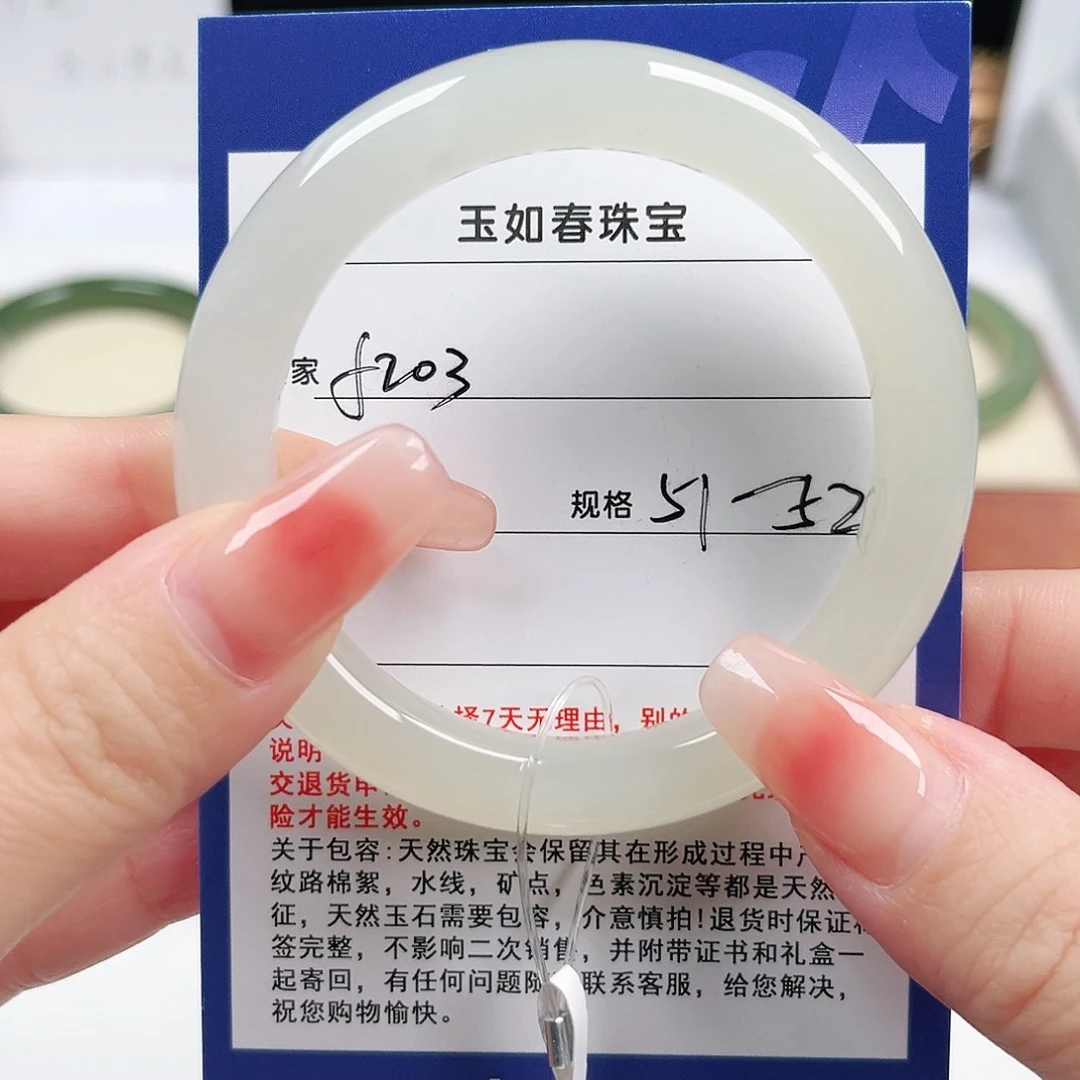 玉如春珠宝
家 f203
规格 51-52
择7天无理由，别的
说明
交退货申
险才能生效。
关于包容:天然珠宝会保留其在形成过程中产
纹路棉絮，水线，矿点，色素沉淀等都是天然
征，天然玉石需要包容，介意慎拍!退货时保证
签完整，不影响二次销售，并附带证书和礼盒一
起寄回，有任何问题随 联系客服，给您解决，
祝您购物愉快。